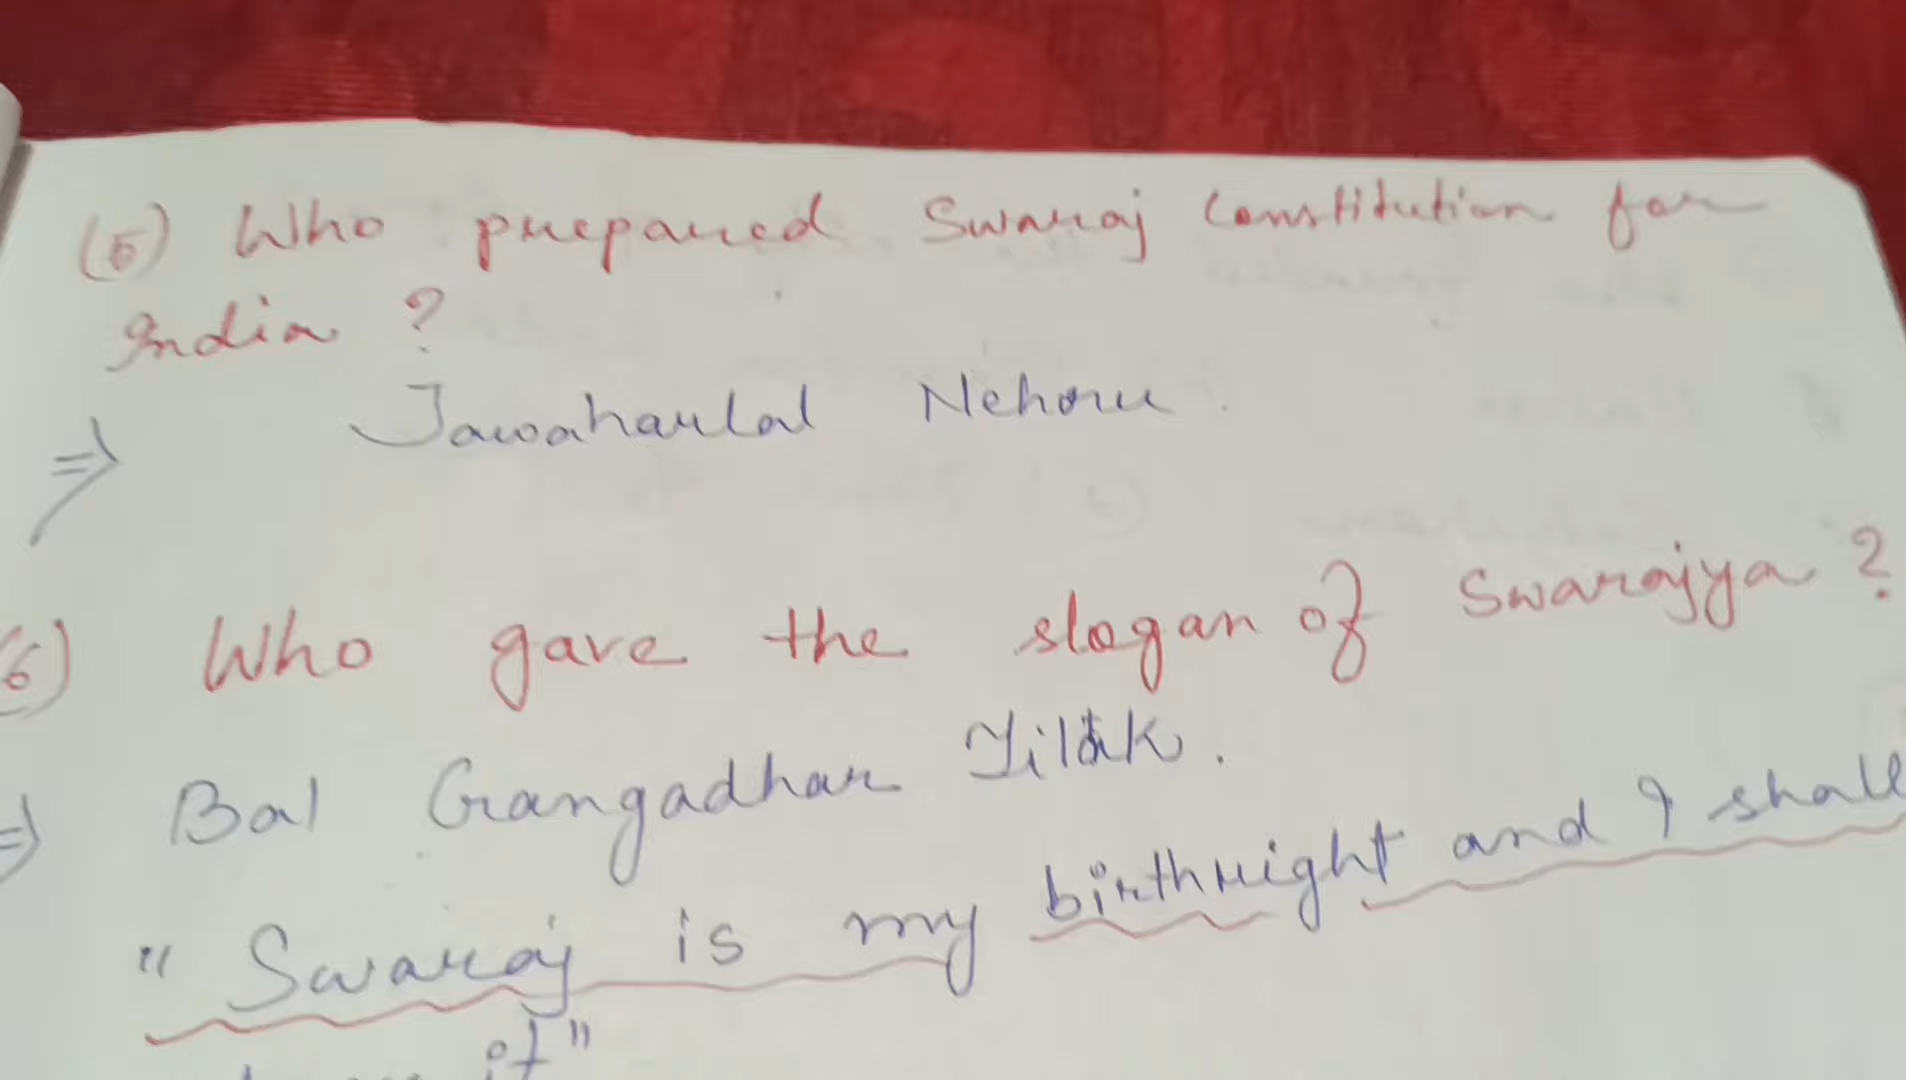 (5) Who prepared Swaraj Constitution for
India ?
⇒ Jawaharlal Nehru.
(6) Who gave the slogan of Swarajya ?
⇒ Bal Gangadhar Tilak.
"Swaraj is my birthright and I shall
it"